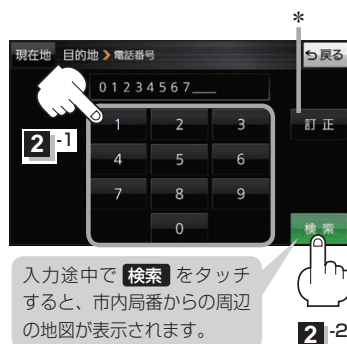 *
現在地 目的地 > 電話番号 戻る
01234567__
2-1
1 2 3 訂正
4 5 6
7 8 9
0 検索
入力途中で 検索 をタッチ
すると、市内局番からの周辺
の地図が表示されます。
2-2